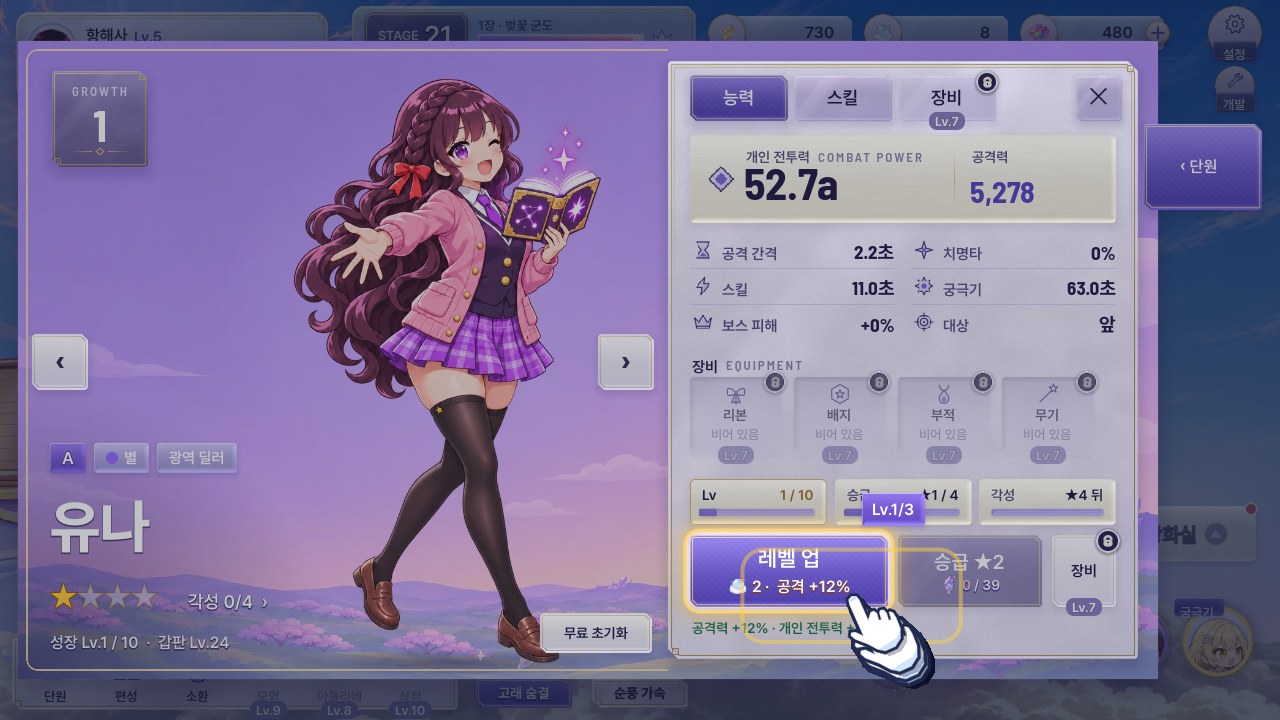 항해사 Lv.5
STAGE 21
1장 · 벚꽃 군도
730
8
480
설정
개발
GROWTH
1
능력
스킬
장비
Lv.7
‹ 단원
개인 전투력 COMBAT POWER
52.7a
공격력
5,278
공격 간격 2.2초
치명타 0%
스킬 11.0초
궁극기 63.0초
보스 피해 +0%
대상 앞
장비 EQUIPMENT
리본
비어 있음
Lv.7
배지
비어 있음
Lv.7
부적
비어 있음
Lv.7
무기
비어 있음
Lv.7
A
별
광역 딜러
유나
각성 0/4 ›
성장 Lv.1 / 10 · 갑판 Lv.24
무료 초기화
Lv 1 / 10
★1 / 4
각성 ★4 뒤
Lv.1/3
레벨 업
2 · 공격 +12%
승급 ★2
0 / 39
장비
Lv.7
공격력 +12% · 개인 전투력
궁극기
단원
편성
소환
모험
Lv.9
아틀리에
Lv.8
상점
Lv.10
고래 숨결
순풍 가속